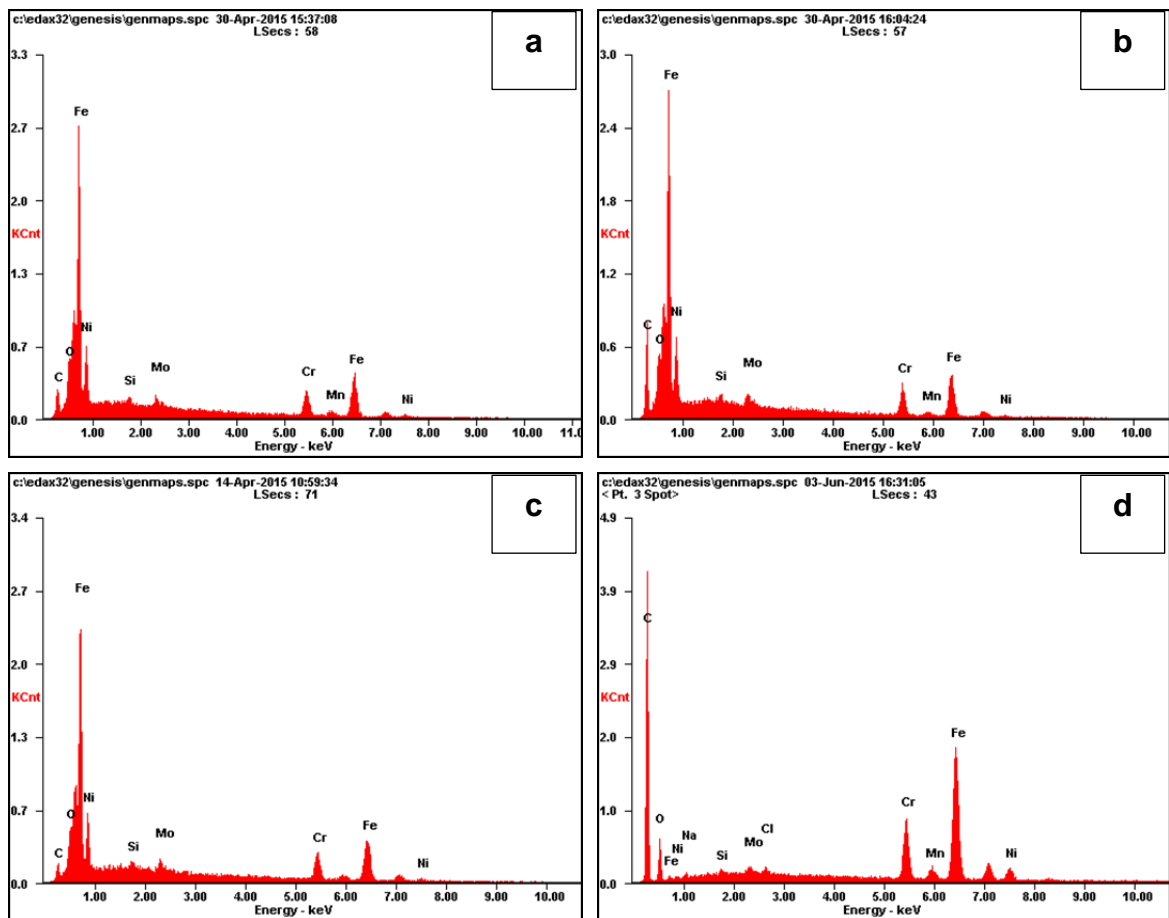 c:\edax32\genesis\genmaps.spc 30-Apr-2015 15:37:08
LSecs : 58
a
3.3
2.7
2.0
KCnt
1.3
0.7
0.0
Fe
Ni
O
C
Si
Mo
Cr
Mn
Fe
Ni
1.00 2.00 3.00 4.00 5.00 6.00 7.00 8.00 9.00 10.00 11.0
Energy - keV
c:\edax32\genesis\genmaps.spc 30-Apr-2015 16:04:24
LSecs : 57
b
3.0
2.4
1.8
KCnt
1.2
0.6
0.0
Fe
Ni
C
O
Si
Mo
Cr
Mn
Fe
Ni
1.00 2.00 3.00 4.00 5.00 6.00 7.00 8.00 9.00 10.00
Energy - keV
c:\edax32\genesis\genmaps.spc 14-Apr-2015 10:59:34
LSecs : 71
c
3.4
2.7
2.0
KCnt
1.3
0.7
0.0
Fe
Ni
O
C
Si
Mo
Cr
Fe
Ni
1.00 2.00 3.00 4.00 5.00 6.00 7.00 8.00 9.00 10.00
Energy - keV
c:\edax32\genesis\genmaps.spc 03-Jun-2015 16:31:05
< Pt. 3 Spot>
LSecs : 43
d
4.9
3.9
2.9
KCnt
2.0
1.0
0.0
C
O
Fe
Ni
Na
Si
Mo
Cl
Cr
Mn
Fe
Ni
1.00 2.00 3.00 4.00 5.00 6.00 7.00 8.00 9.00 10.00
Energy - keV